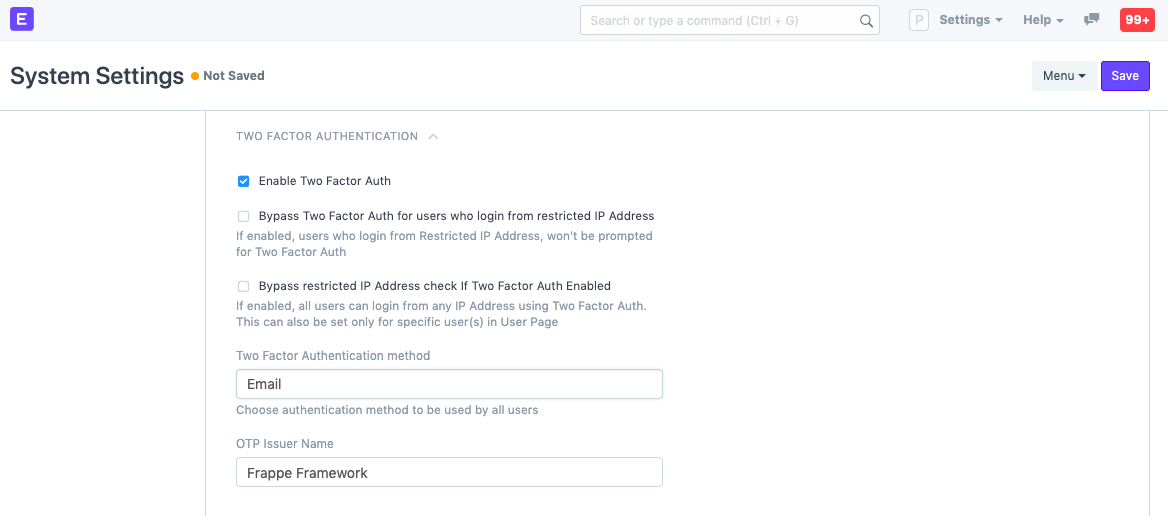 E
Search or type a command (Ctrl + G)
P
Settings
Help
99+
System Settings
Not Saved
Menu
Save
TWO FACTOR AUTHENTICATION
Enable Two Factor Auth
Bypass Two Factor Auth for users who login from restricted IP Address
If enabled, users who login from Restricted IP Address, won't be prompted
for Two Factor Auth
Bypass restricted IP Address check If Two Factor Auth Enabled
If enabled, all users can login from any IP Address using Two Factor Auth.
This can also be set only for specific user(s) in User Page
Two Factor Authentication method
Email
Choose authentication method to be used by all users
OTP Issuer Name
Frappe Framework